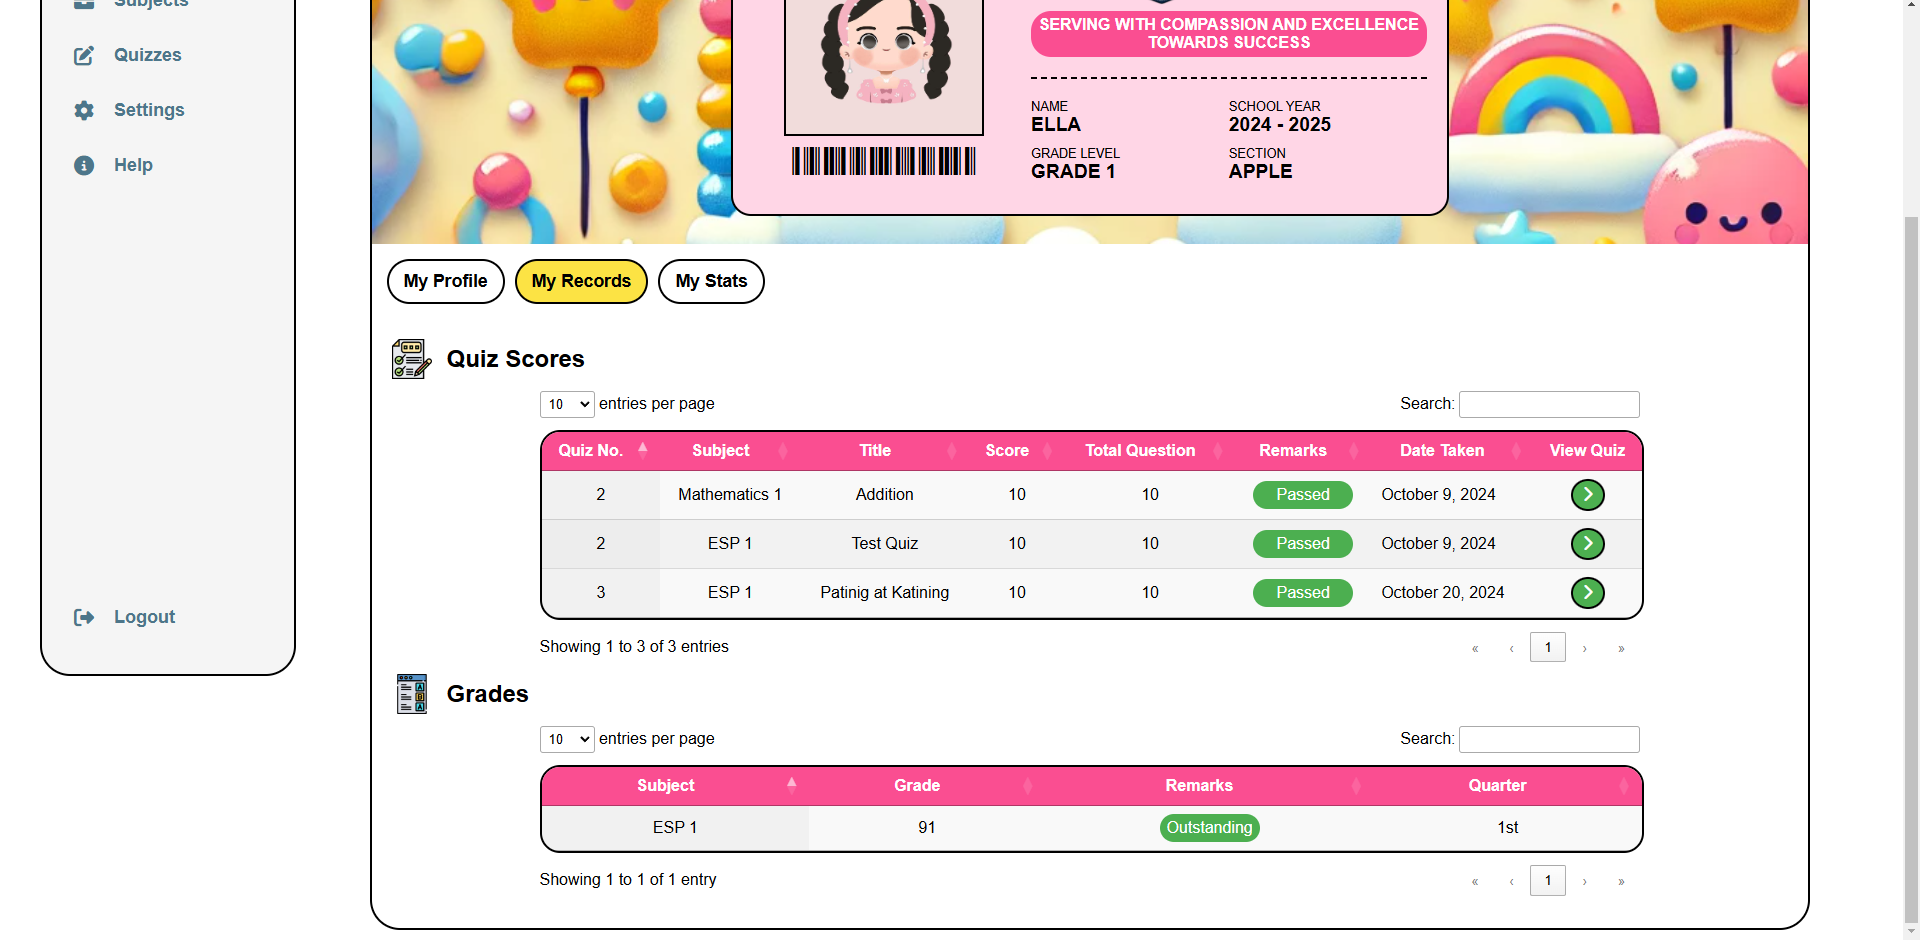 Subjects
Quizzes
Settings
Help
Logout
SERVING WITH COMPASSION AND EXCELLENCE
TOWARDS SUCCESS
NAME
ELLA
SCHOOL YEAR
2024 - 2025
GRADE LEVEL
GRADE 1
SECTION
APPLE
My Profile
My Records
My Stats
Quiz Scores
10 entries per page
Search:
Quiz No. Subject Title Score Total Question Remarks Date Taken View Quiz
2 Mathematics 1 Addition 10 10 Passed October 9, 2024
2 ESP 1 Test Quiz 10 10 Passed October 9, 2024
3 ESP 1 Patinig at Katining 10 10 Passed October 20, 2024
Showing 1 to 3 of 3 entries
« ‹ 1 › »
Grades
10 entries per page
Search:
Subject Grade Remarks Quarter
ESP 1 91 Outstanding 1st
Showing 1 to 1 of 1 entry
« ‹ 1 › »